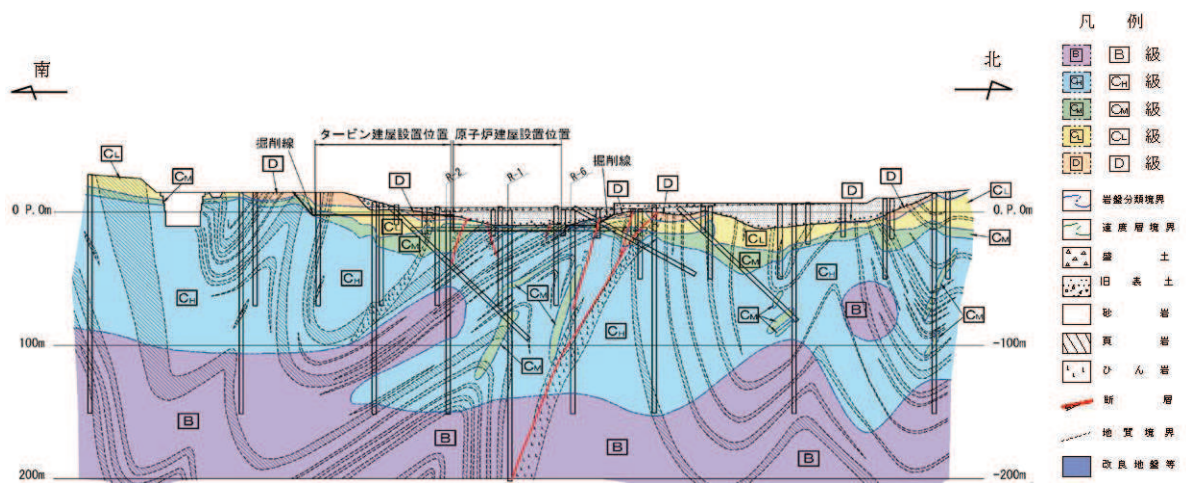 南
北
タービン建屋設置位置
原子炉建屋設置位置
掘削線
掘削線
CL
CM
D
D
R-2
R-1
R-6
D
D
D
D
CL
0 P.0m
0.P.0m
CL
CM
CL
CM
CM
CH
CH
CH
CH
CM
CM
CM
CM
B
-100m
-100m
B
B
B
B
-200m
-200m
凡 例
B B 級
CH CH 級
CM CM 級
CL CL 級
D D 級
岩盤分類境界
速度層境界
盛 土
旧 表 土
砂 岩
頁 岩
ひ ん 岩
断 層
地 質 境 界
改 良 地 盤 等